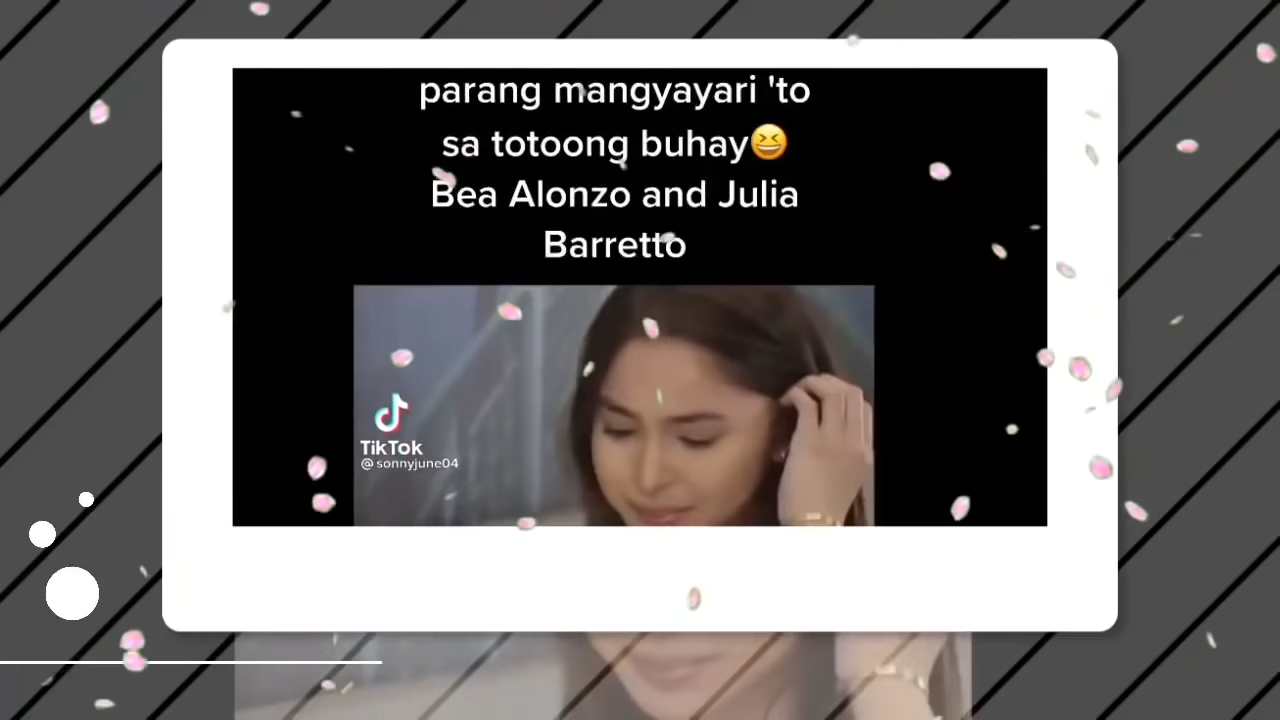 parang mangyayari 'to
sa totoong buhay😆
Bea Alonzo and Julia
Barretto
TikTok
@sonnyjune04